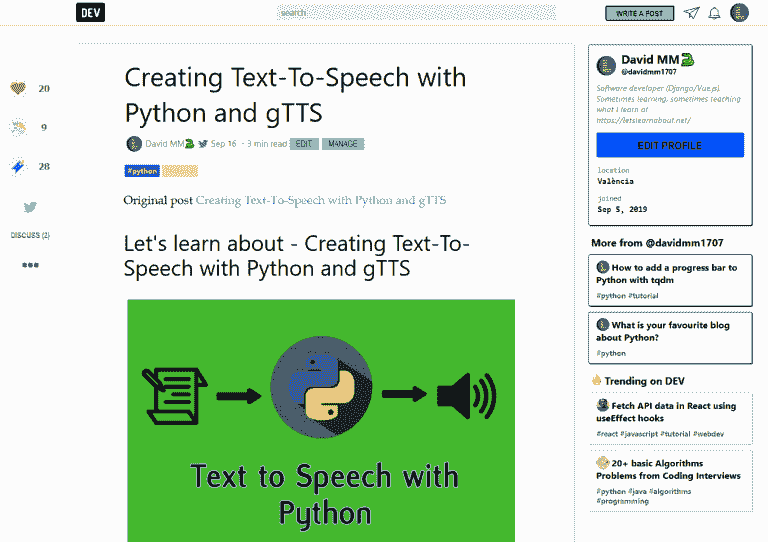 DEV
search
WRITE A POST
20
9
28
DISCUSS (2)
Creating Text-To-Speech with
Python and gTTS
David MM Sep 16 · 3 min read EDIT MANAGE
#python
Original post Creating Text-To-Speech with Python and gTTS
Let's learn about - Creating Text-To-
Speech with Python and gTTS
Text to Speech with
Python
David MM
@davidmm1707
Software developer (Django/Vue.js).
Sometimes learning, sometimes teaching
what I learn at
https://letslearnabout.net/
EDIT PROFILE
location
València
joined
Sep 5, 2019
More from @davidmm1707
How to add a progress bar to
Python with tqdm
#python #tutorial
What is your favourite blog
about Python?
#python
Trending on DEV
Fetch API data in React using
useEffect hooks
#react #javascript #tutorial #webdev
20+ basic Algorithms
Problems from Coding Interviews
#python #java #algorithms
#programming